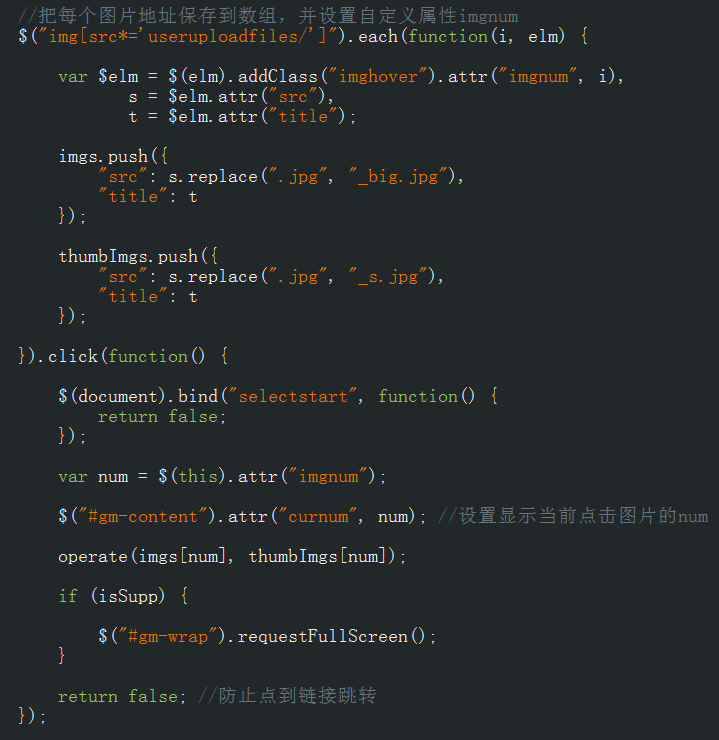 //把每个图片地址保存到数组，并设置自定义属性imgnum
$("img[src*='useruploadfiles/']").each(function(i, elm) {
var $elm = $(elm).addClass("imghover").attr("imgnum", i),
s = $elm.attr("src"),
t = $elm.attr("title");
imgs.push({
"src": s.replace(".jpg", "_big.jpg"),
"title": t
});
thumbImgs.push({
"src": s.replace(".jpg", "_s.jpg"),
"title": t
});
}).click(function() {
$(document).bind("selectstart", function() {
return false;
});
var num = $(this).attr("imgnum");
$("#gm-content").attr("curnum", num); //设置显示当前点击图片的num
operate(imgs[num], thumbImgs[num]);
if (isSupp) {
$("#gm-wrap").requestFullScreen();
}
return false; //防止点到链接跳转
});